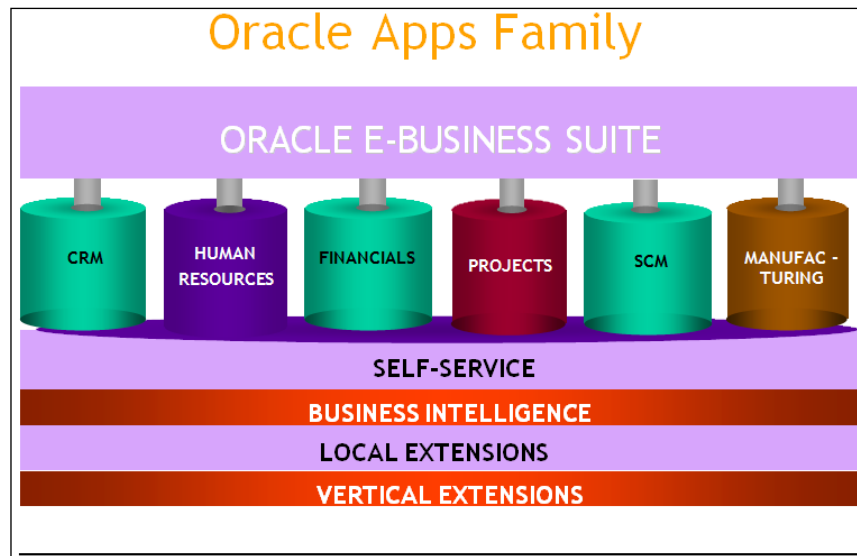 Oracle Apps Family
ORACLE E-BUSINESS SUITE
CRM
HUMAN
RESOURCES
FINANCIALS
PROJECTS
SCM
MANUFAC -
TURING
SELF-SERVICE
BUSINESS INTELLIGENCE
LOCAL EXTENSIONS
VERTICAL EXTENSIONS